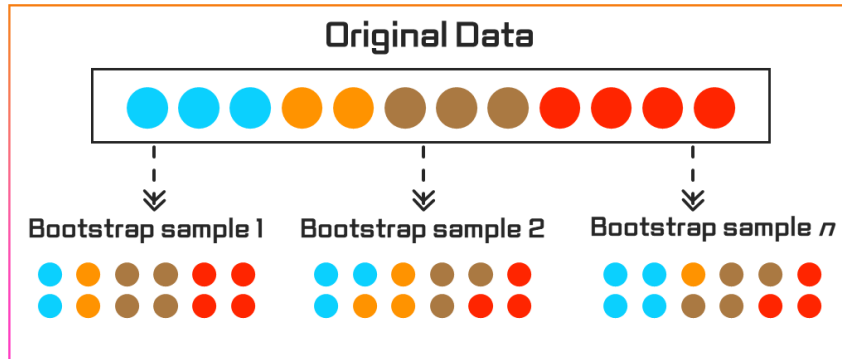 Original Data
Bootstrap sample 1
Bootstrap sample 2
Bootstrap sample n